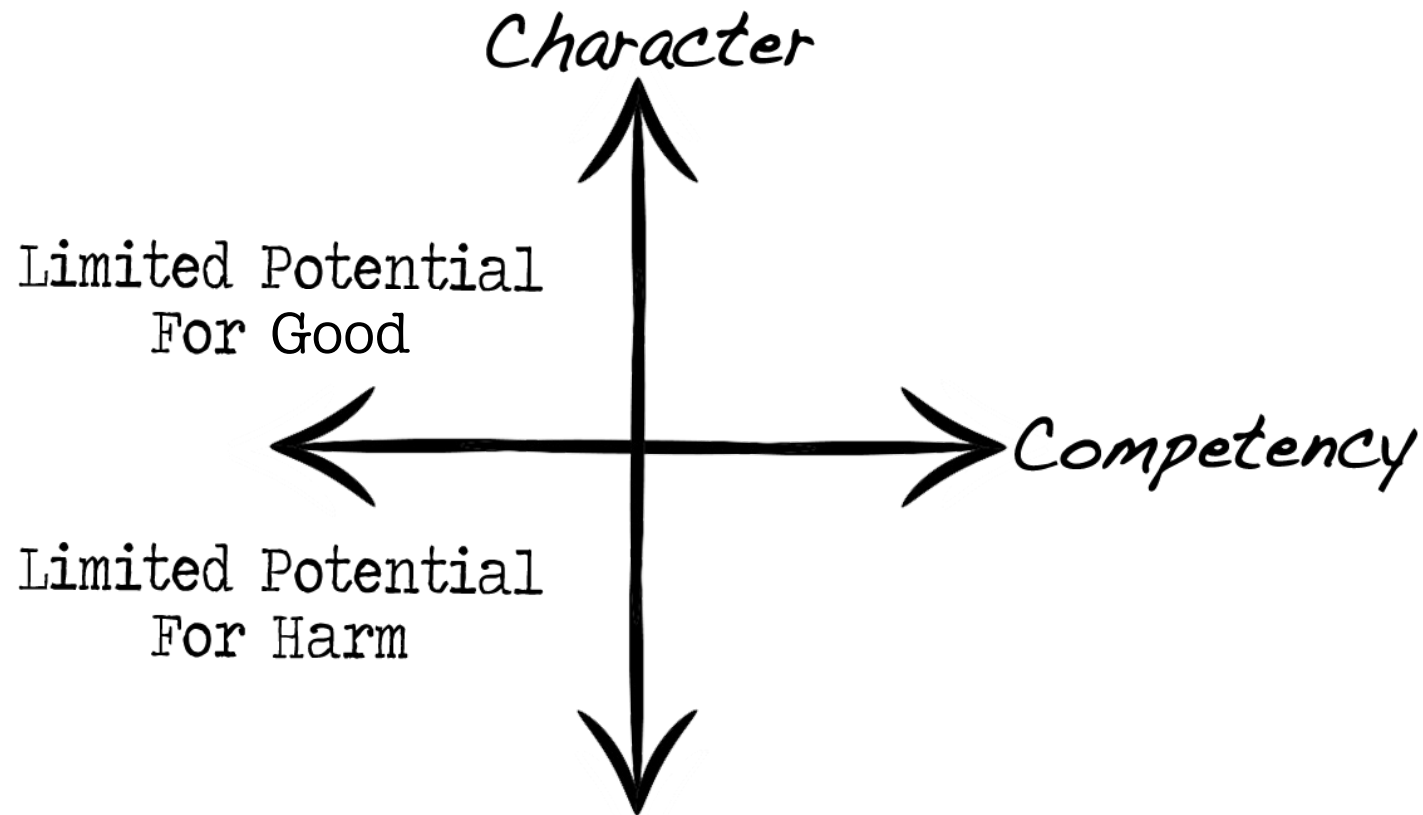 Character
Limited Potential
For Good
Competency
Limited Potential
For Harm